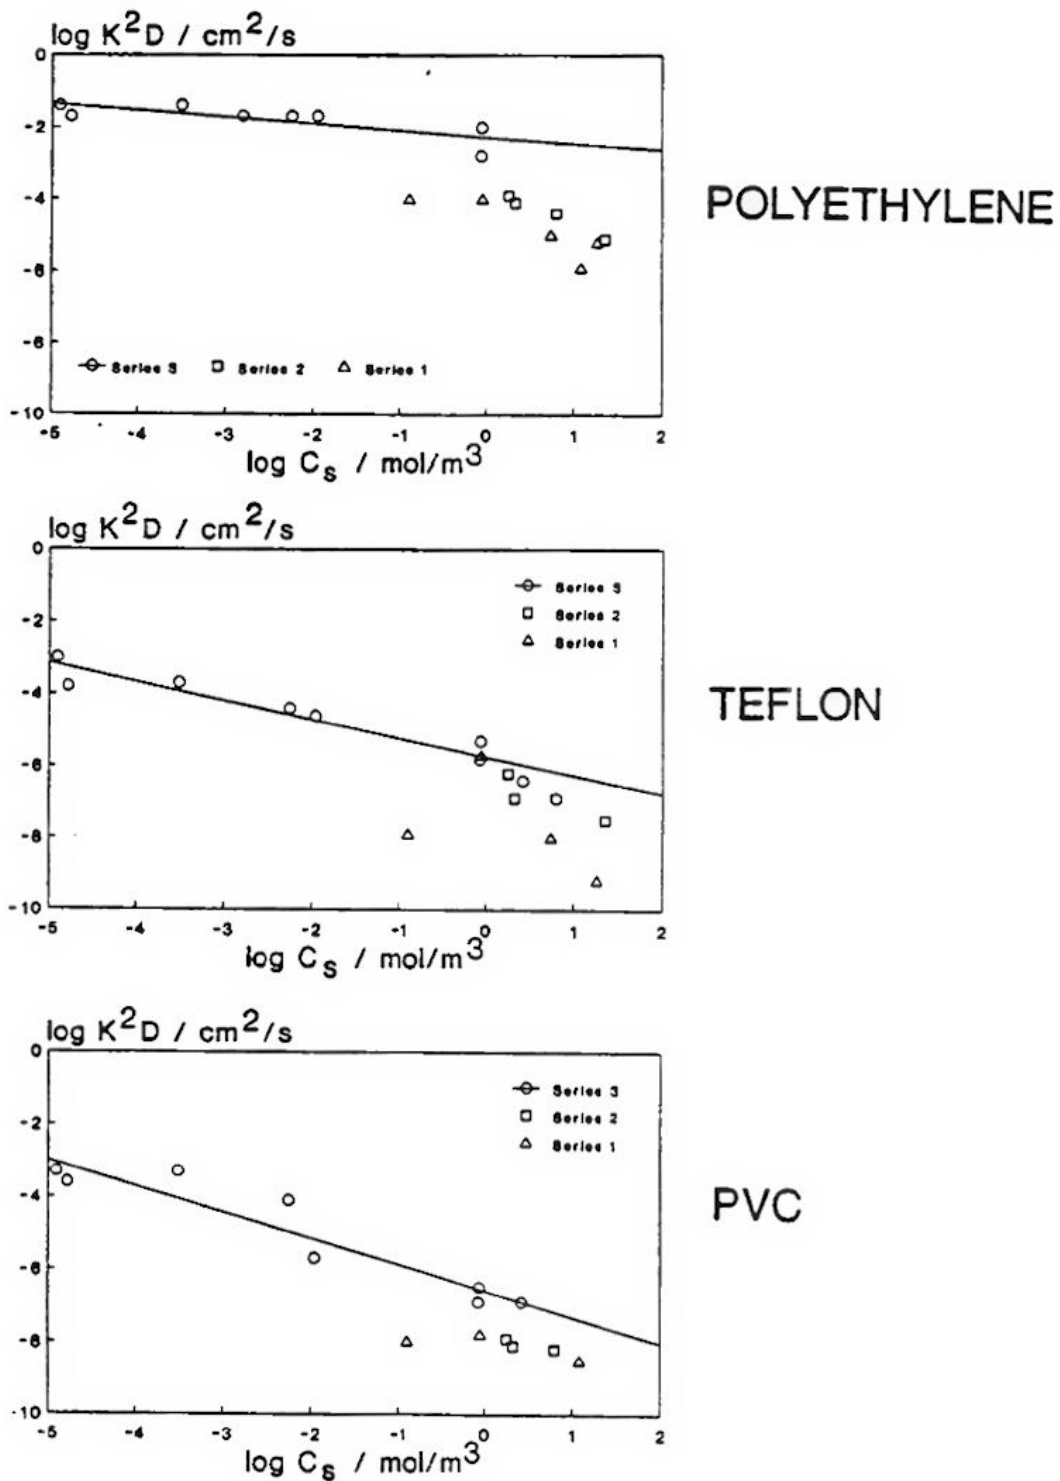 log K²D / cm²/s
0
-2
-4
-6
-8
-10
Series 3
Series 2
Series 1
-5 -4 -3 -2 -1 0 1 2
log Cₛ / mol/m³
POLYETHYLENE
log K²D / cm²/s
0
-2
-4
-6
-8
-10
Series 3
Series 2
Series 1
-5 -4 -3 -2 -1 0 1 2
log Cₛ / mol/m³
TEFLON
log K²D / cm²/s
0
-2
-4
-6
-8
-10
Series 3
Series 2
Series 1
-5 -4 -3 -2 -1 0 1 2
log Cₛ / mol/m³
PVC